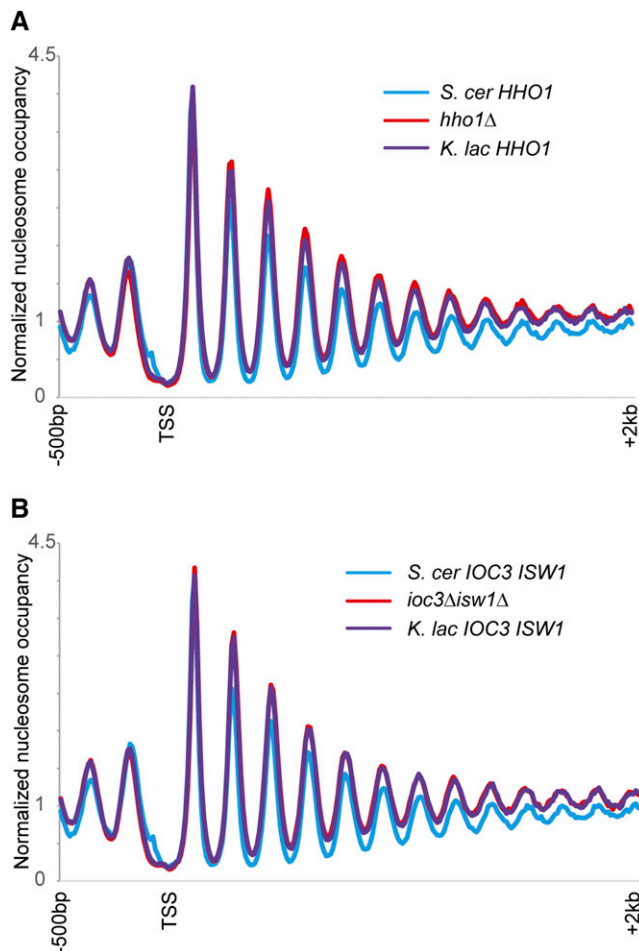 A
4.5
Normalized nucleosome occupancy
S. cer HHO1
hho1Δ
K. lac HHO1
1
0
-500bp
TSS
+2kb
B
4.5
Normalized nucleosome occupancy
S. cer IOC3 ISW1
ioc3Δisw1Δ
K. lac IOC3 ISW1
1
0
-500bp
TSS
+2kb